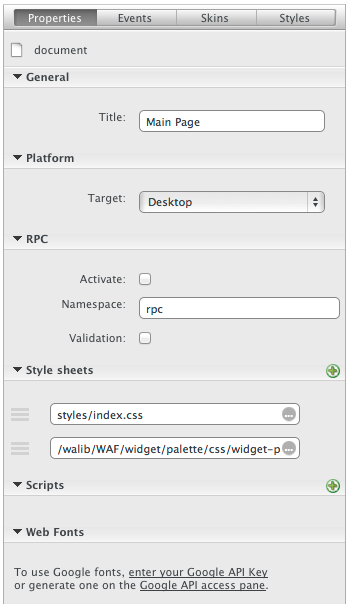 Properties Events Skins Styles
document
General
Title: Main Page
Platform
Target: Desktop
RPC
Activate:
Namespace: rpc
Validation:
Style sheets
styles/index.css
/walib/WAF/widget/palette/css/widget-p
Scripts
Web Fonts
To use Google fonts, enter your Google API Key
or generate one on the Google API access pane.